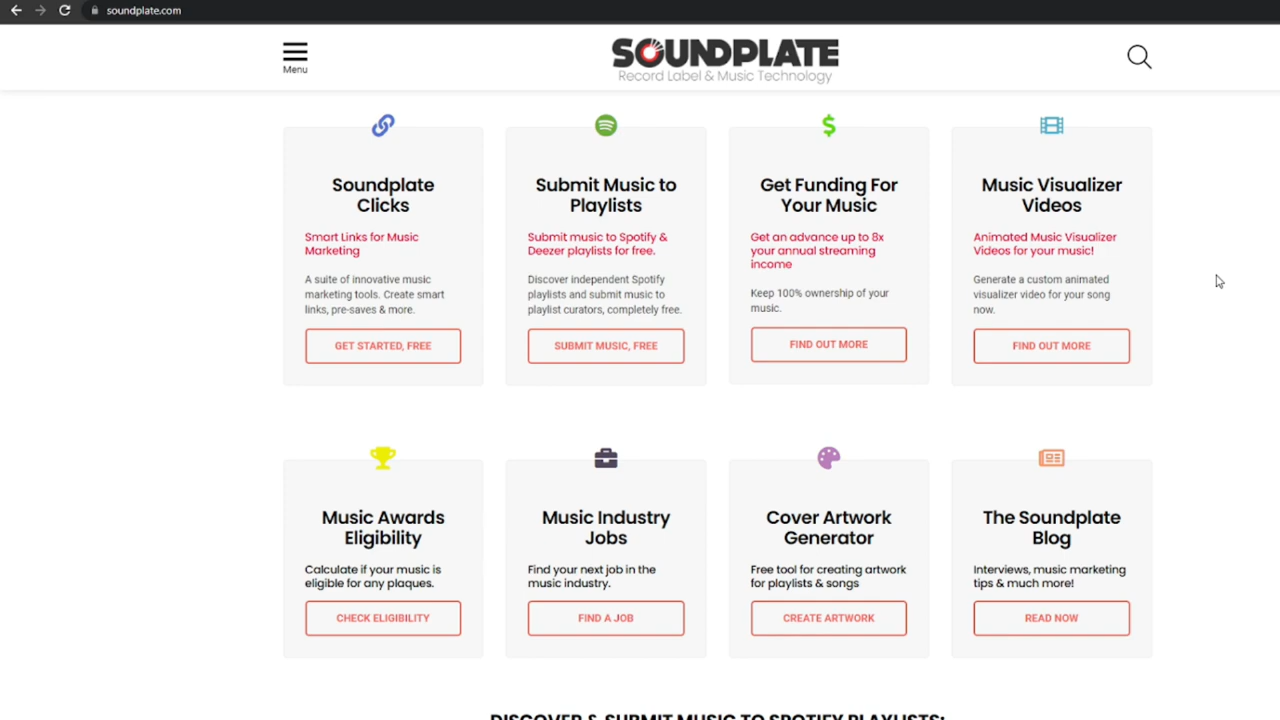 soundplate.com
Menu
SOUNDPLATE
Record Label & Music Technology
Soundplate
Clicks
Smart Links for Music
Marketing
A suite of innovative music
marketing tools. Create smart
links, pre-saves & more.
GET STARTED, FREE
Submit Music to
Playlists
Submit music to Spotify &
Deezer playlists for free.
Discover independent Spotify
playlists and submit music to
playlist curators, completely free.
SUBMIT MUSIC, FREE
Get Funding For
Your Music
Get an advance up to 8x
your annual streaming
income
Keep 100% ownership of your
music.
FIND OUT MORE
Music Visualizer
Videos
Animated Music Visualizer
Videos for your music!
Generate a custom animated
visualizer video for your song
now.
FIND OUT MORE
Music Awards
Eligibility
Calculate if your music is
eligible for any plaques.
CHECK ELIGIBILITY
Music Industry
Jobs
Find your next job in the
music industry.
FIND A JOB
Cover Artwork
Generator
Free tool for creating artwork
for playlists & songs
CREATE ARTWORK
The Soundplate
Blog
Interviews, music marketing
tips & much more!
READ NOW
DISCOVER & SUBMIT MUSIC TO SPOTIFY PLAYLISTS: